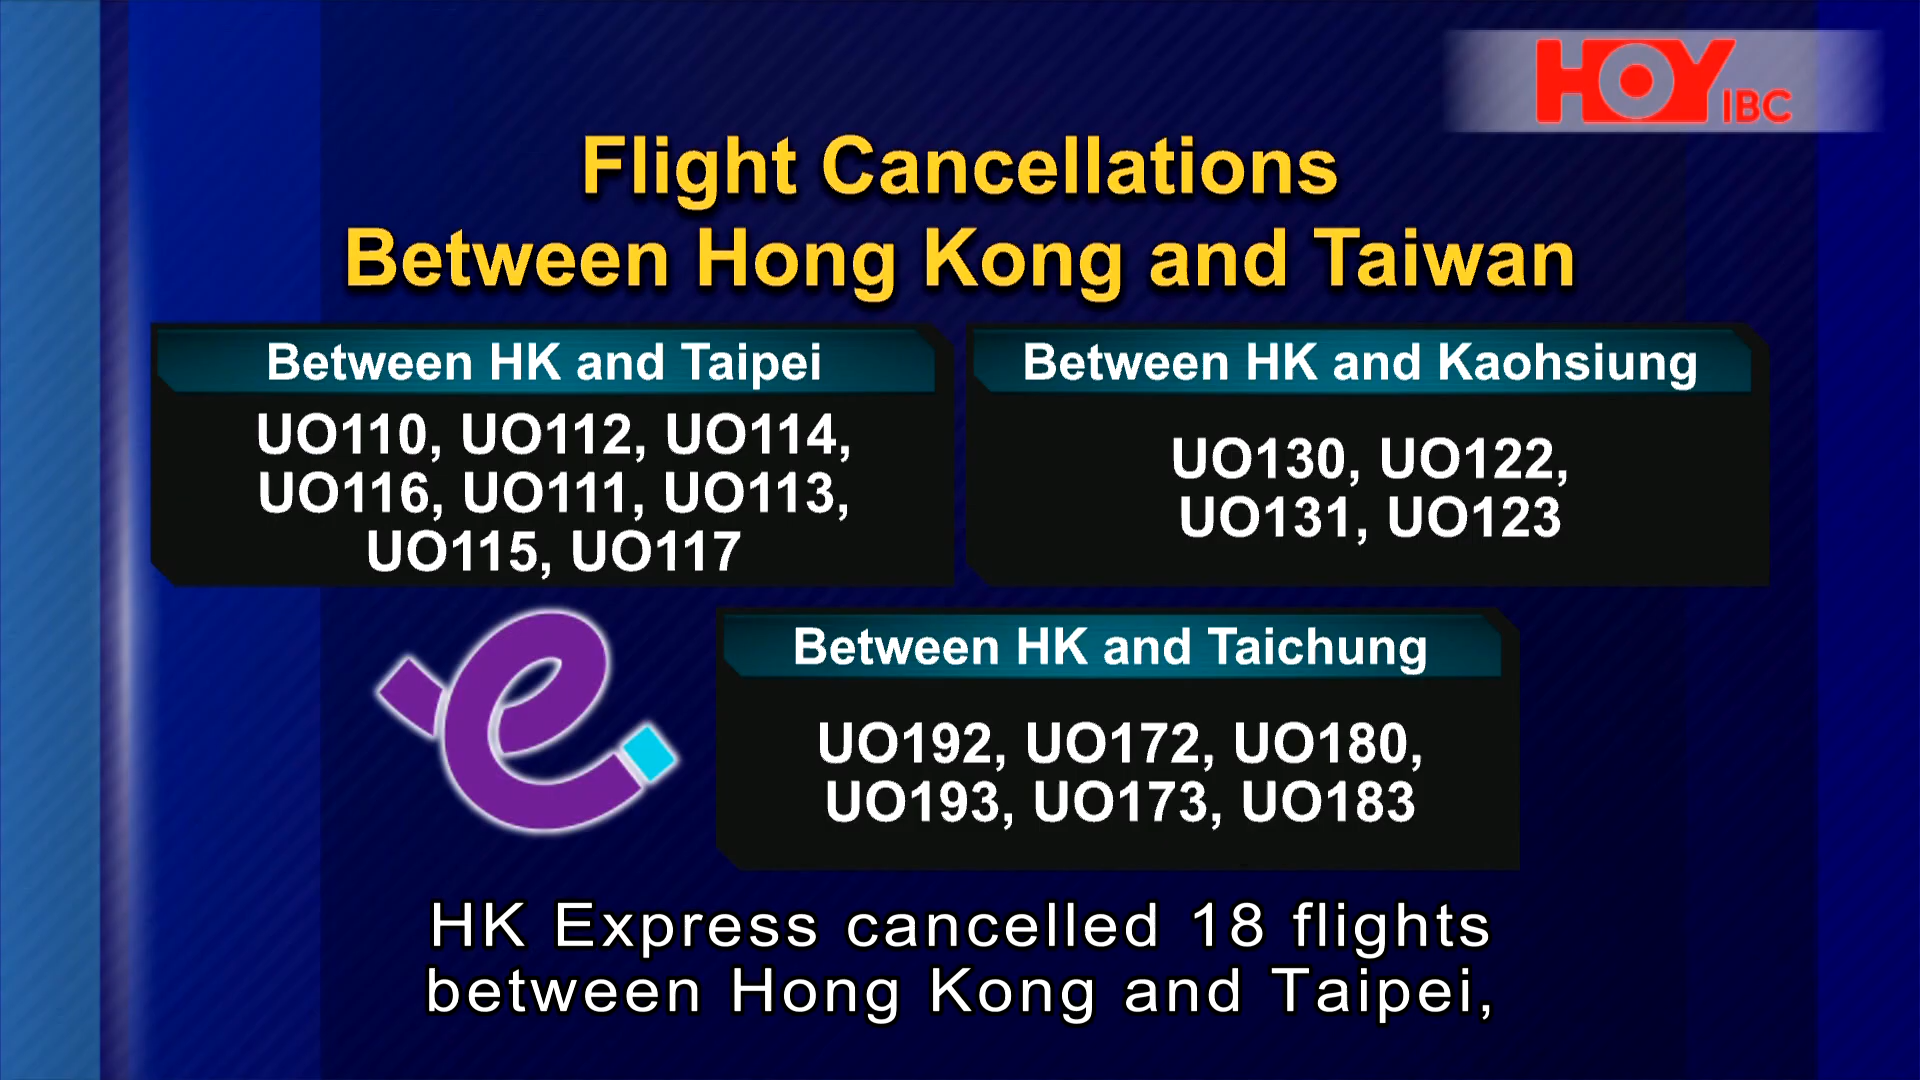 HOY IBC
Flight Cancellations
Between Hong Kong and Taiwan
Between HK and Taipei
UO110, UO112, UO114,
UO116, UO111, UO113,
UO115, UO117
Between HK and Kaohsiung
UO130, UO122,
UO131, UO123
Between HK and Taichung
UO192, UO172, UO180,
UO193, UO173, UO183
HK Express cancelled 18 flights
between Hong Kong and Taipei,